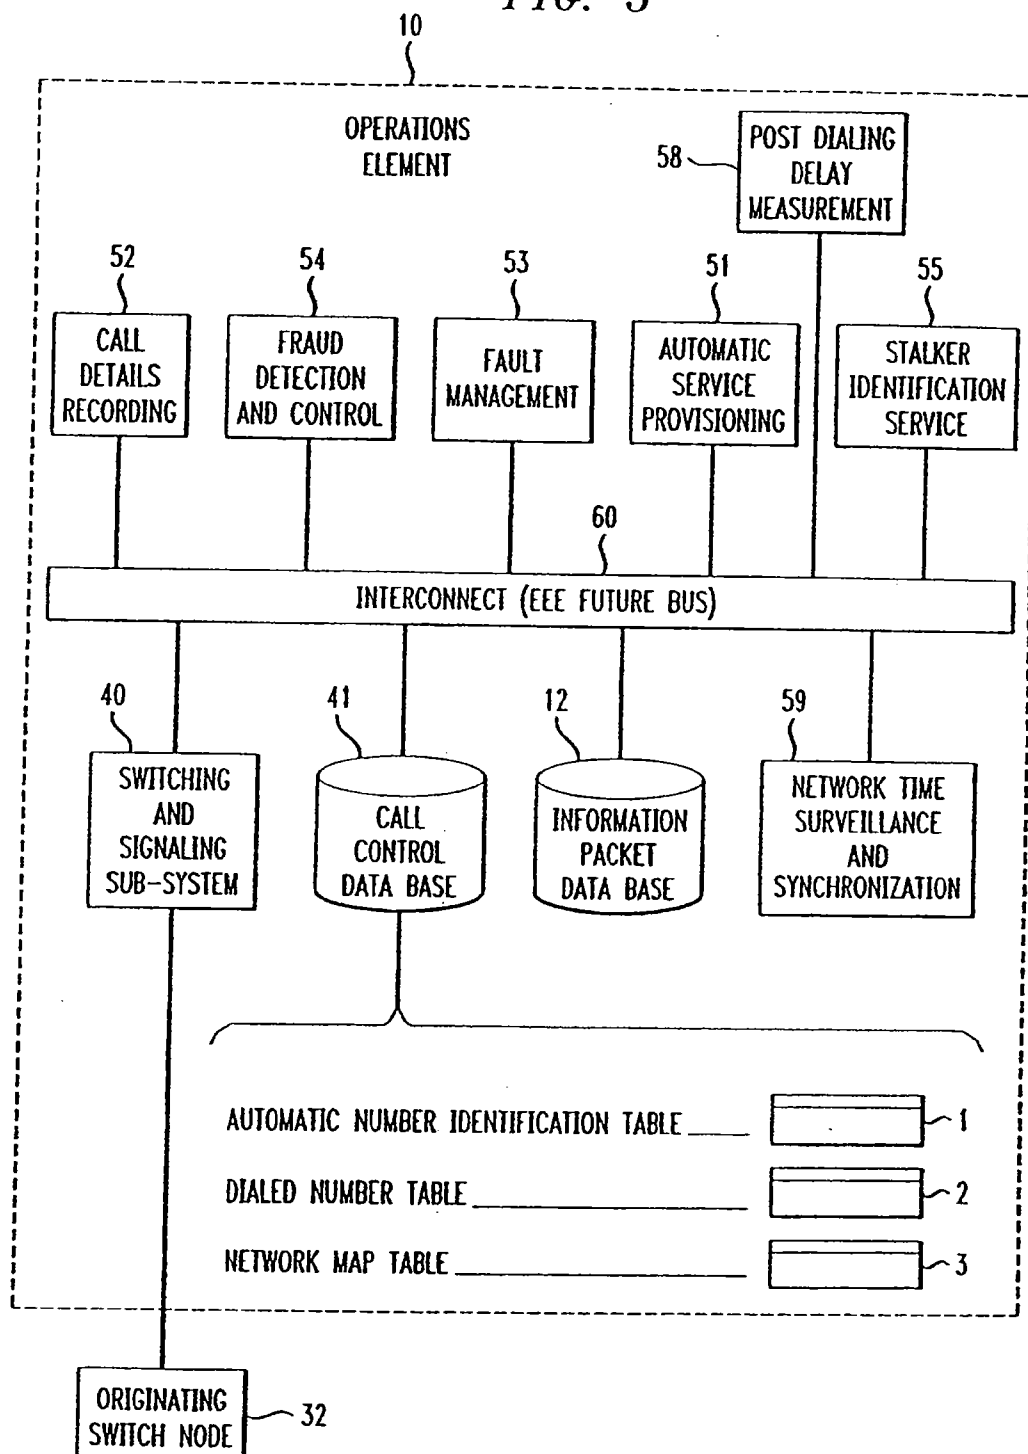 FIG. 3
10
OPERATIONS
ELEMENT
58
POST DIALING
DELAY
MEASUREMENT
52
CALL
DETAILS
RECORDING
54
FRAUD
DETECTION
AND CONTROL
53
FAULT
MANAGEMENT
51
AUTOMATIC
SERVICE
PROVISIONING
55
STALKER
IDENTIFICATION
SERVICE
60
INTERCONNECT (EEE FUTURE BUS)
40
SWITCHING
AND
SIGNALING
SUB-SYSTEM
41
CALL
CONTROL
DATA BASE
12
INFORMATION
PACKET
DATA BASE
59
NETWORK TIME
SURVEILLANCE
AND
SYNCHRONIZATION
AUTOMATIC NUMBER IDENTIFICATION TABLE 1
DIALED NUMBER TABLE 2
NETWORK MAP TABLE 3
ORIGINATING
SWITCH NODE
32